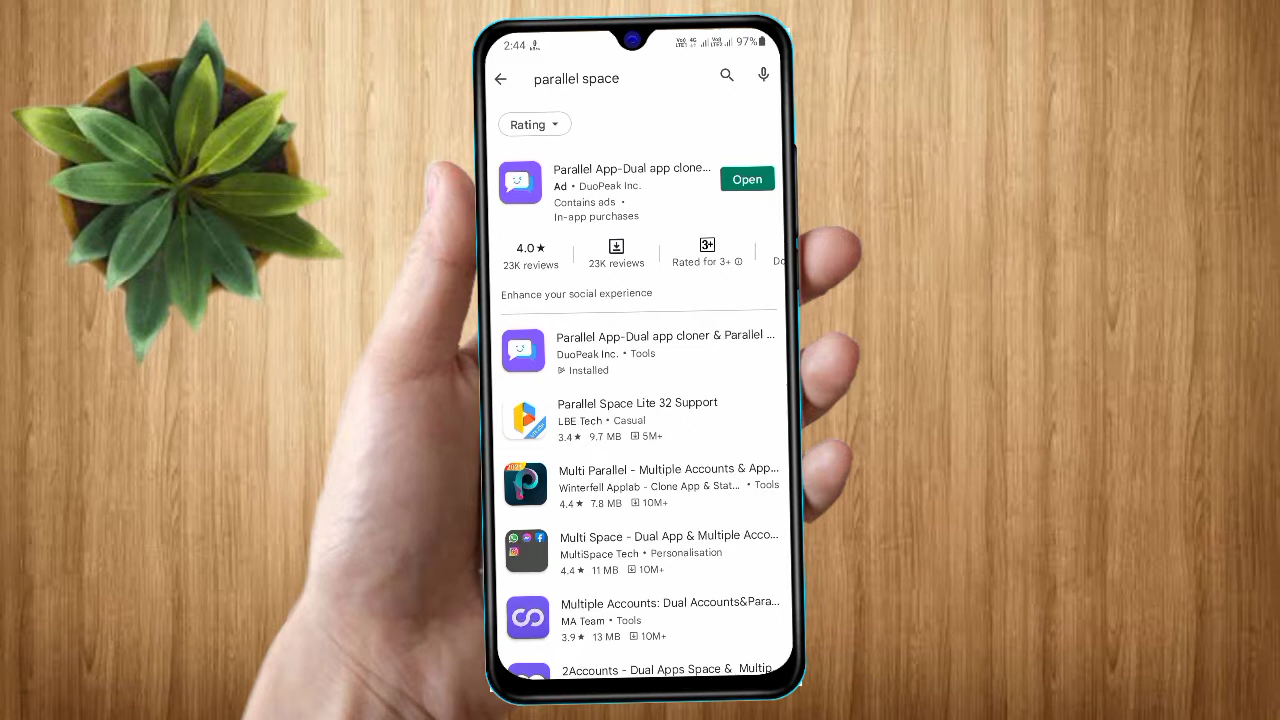 2:44
97%
parallel space
Rating
Parallel App-Dual app clone...
Ad • DuoPeak Inc.
Open
Contains ads •
In-app purchases
4.0★
3+
23K reviews
23K reviews
Rated for 3+
Enhance your social experience
Parallel App-Dual app cloner & Parallel ...
DuoPeak Inc. • Tools
Installed
Parallel Space Lite 32 Support
LBE Tech • Casual
3.4★ 9.7 MB 5M+
2021
Multi Parallel - Multiple Accounts & App...
Winterfell Applab - Clone App & Stat... • Tools
4.4★ 7.8 MB 10M+
Multi Space - Dual App & Multiple Acco...
MultiSpace Tech • Personalisation
4.4★ 11 MB 10M+
Multiple Accounts: Dual Accounts&Para...
MA Team • Tools
3.9★ 13 MB 10M+
2Accounts - Dual Apps Space & Multip